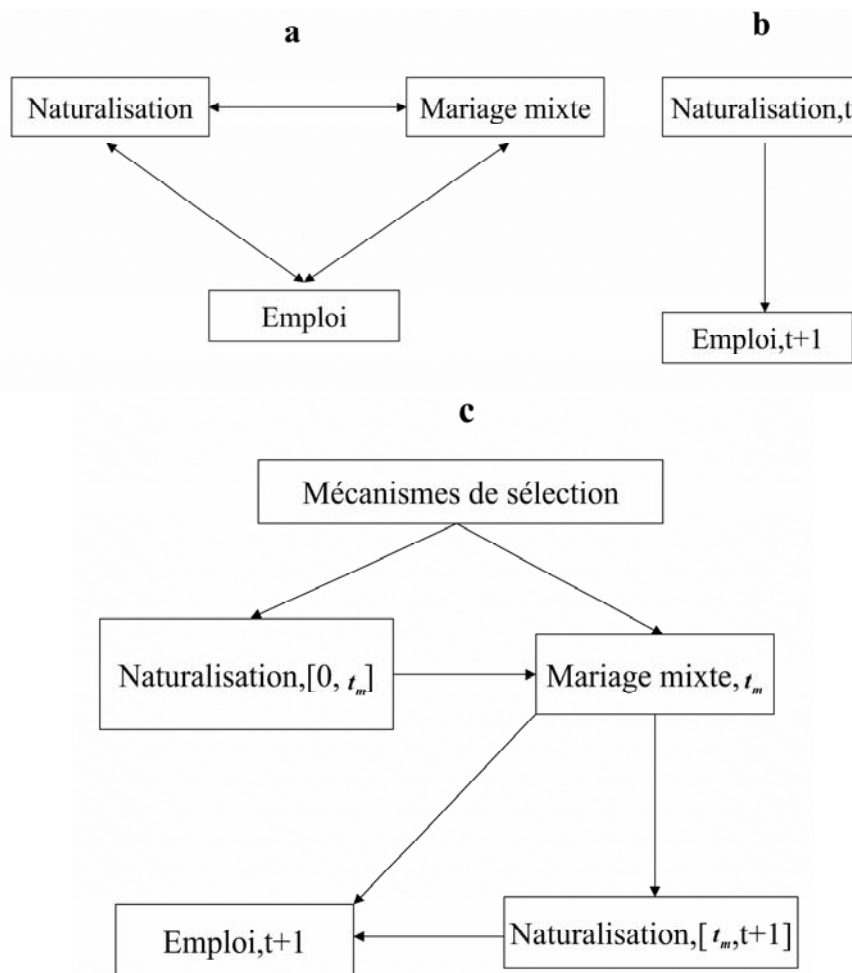 a
b
Naturalisation
Mariage mixte
Naturalisation,t
Emploi
Emploi,t+1
c
Mécanismes de sélection
Naturalisation,[0, tm]
Mariage mixte, tm
Emploi,t+1
Naturalisation,[ tm,t+1]